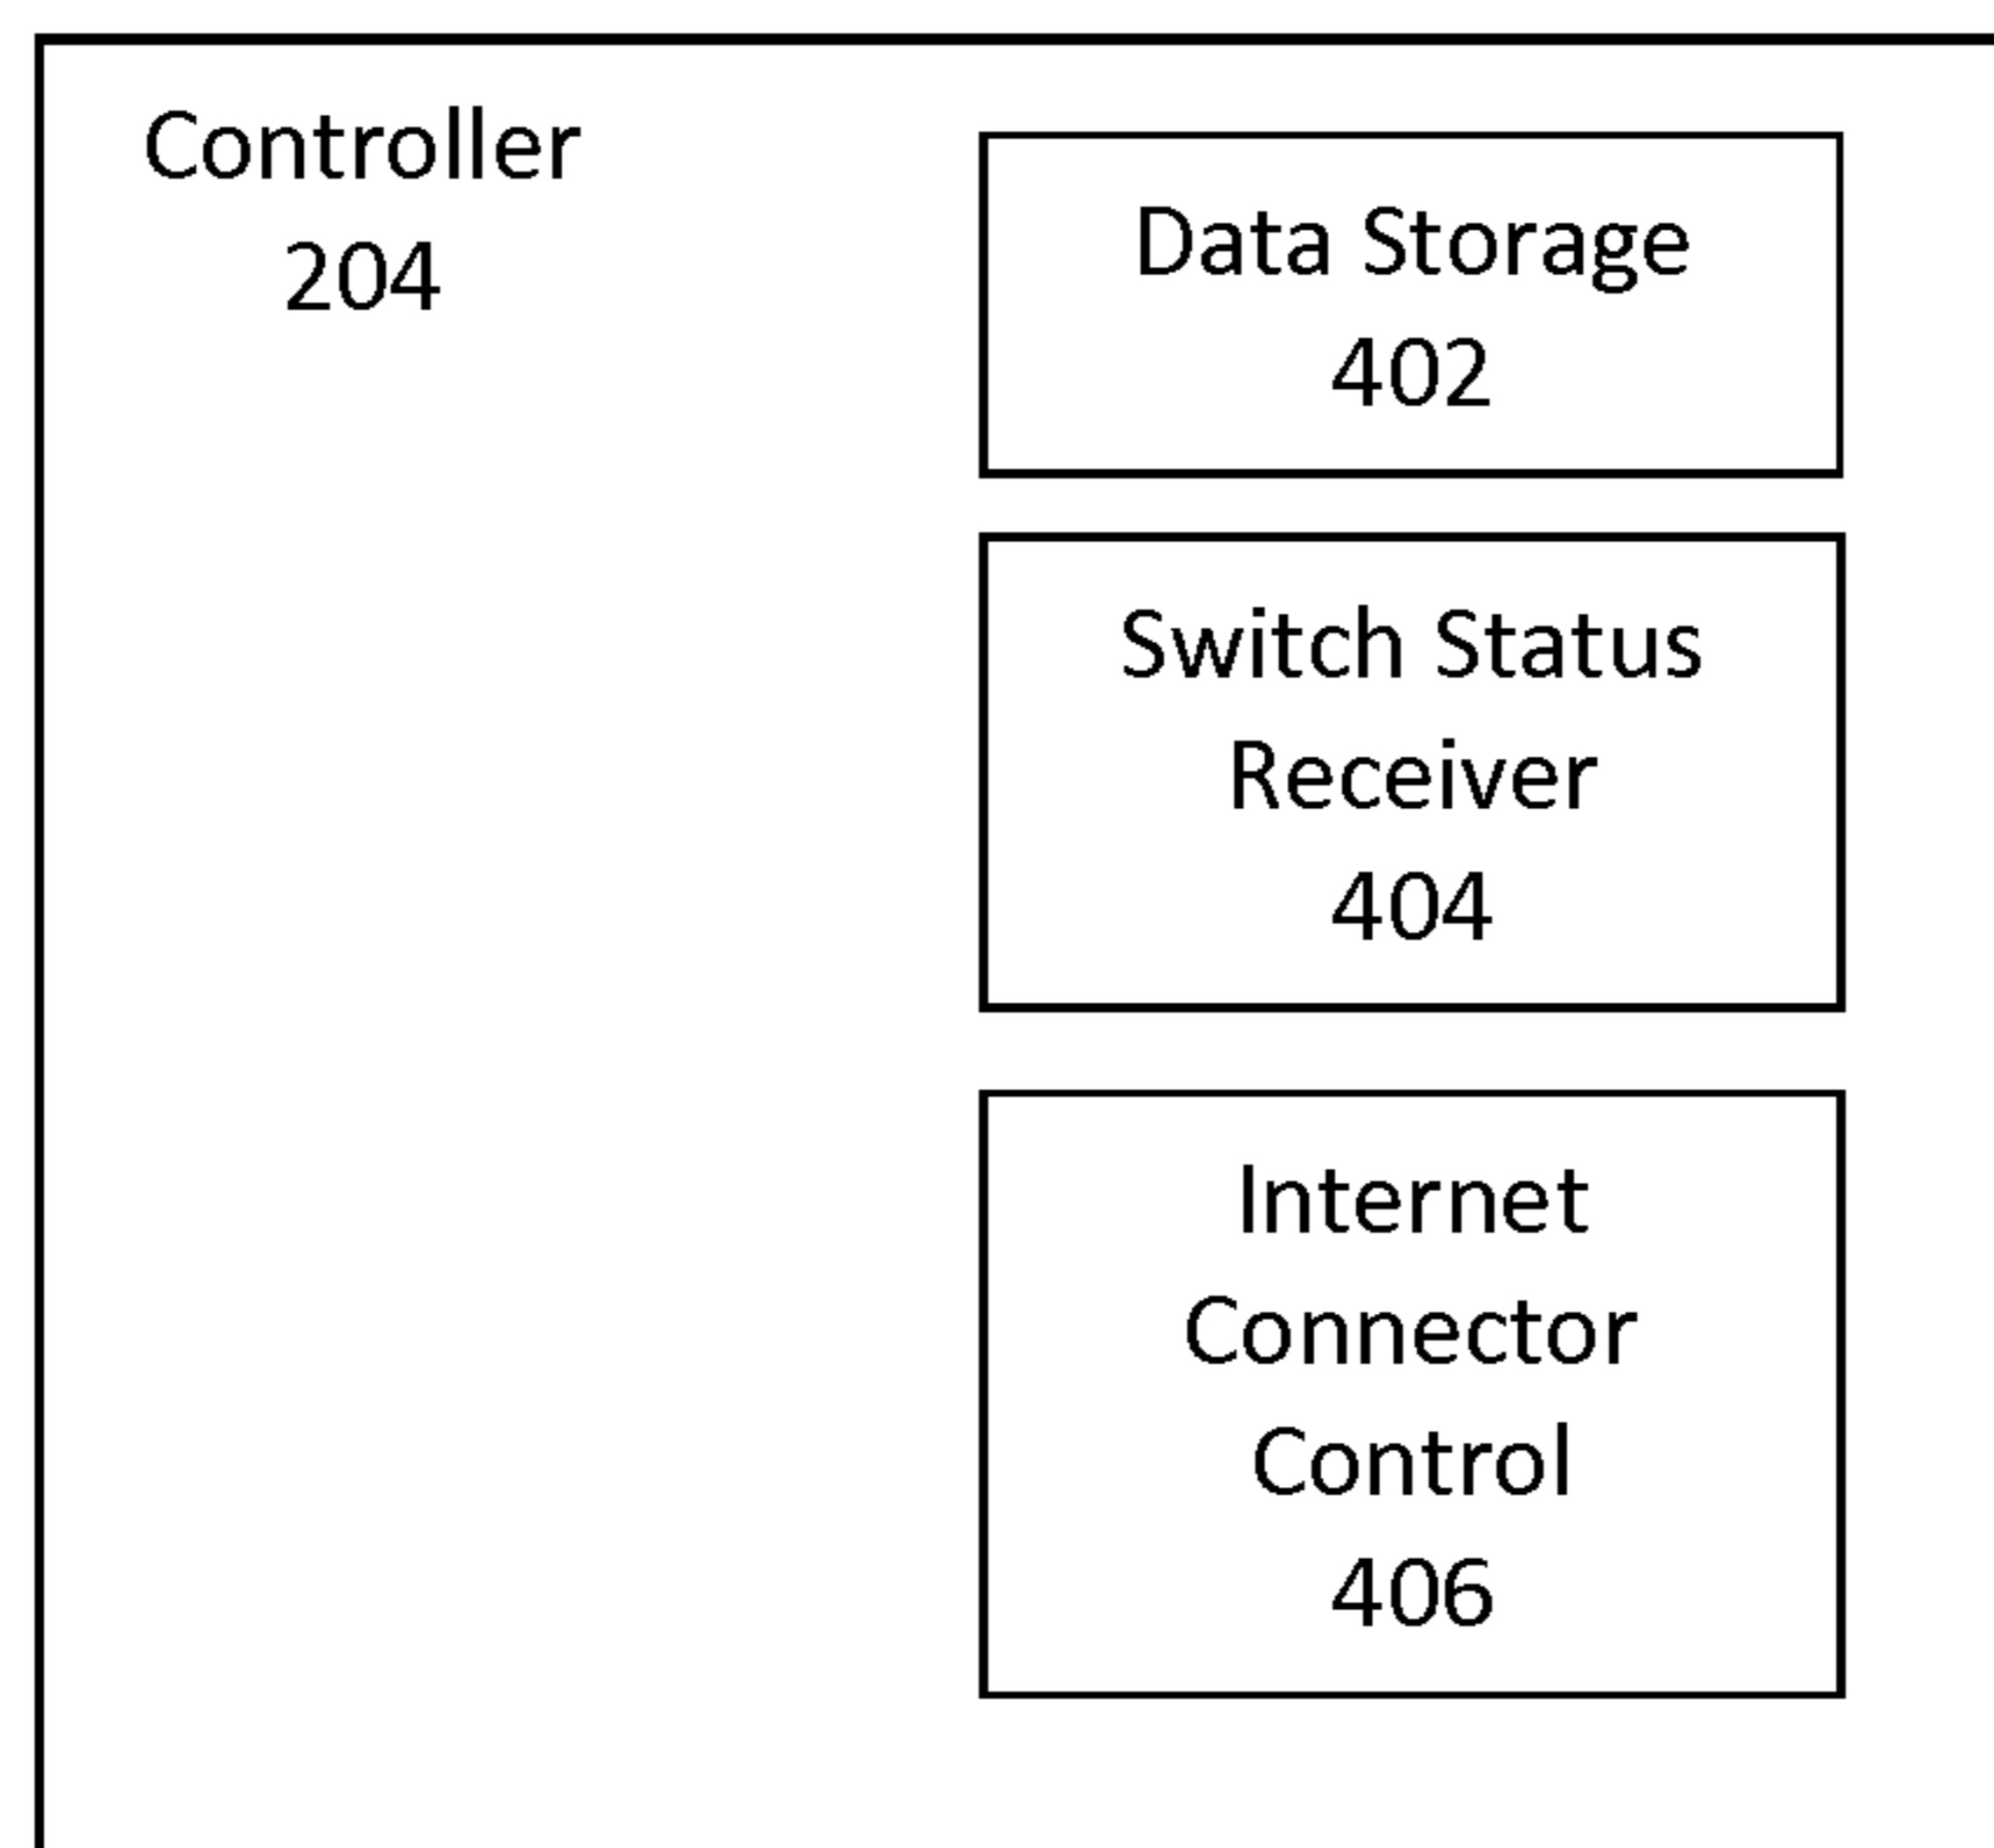 Controller
204
Data Storage
402
Switch Status
Receiver
404
Internet
Connector
Control
406